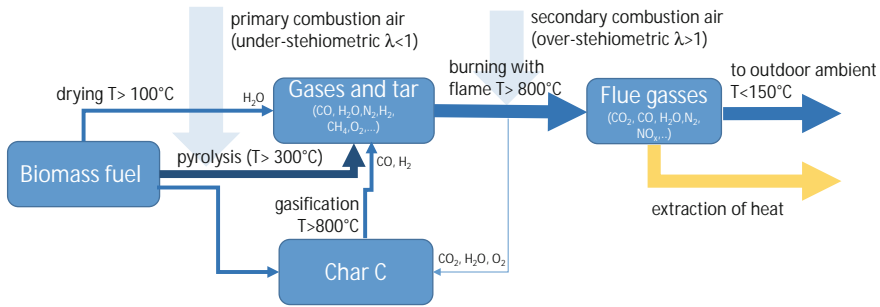 primary combustion air
(under-stehiometric λ<1)
secondary combustion air
(over-stehiometric λ>1)
drying T> 100°C
H₂O
Gases and tar
(CO, H₂O,N₂,H₂,
CH₄,O₂,...)
burning with
flame T> 800°C
Flue gasses
(CO₂, CO, H₂O,N₂,
NOₓ,..)
to outdoor ambient
T<150°C
Biomass fuel
pyrolysis (T> 300°C)
CO, H₂
gasification
T>800°C
extraction of heat
Char C
CO₂, H₂O, O₂